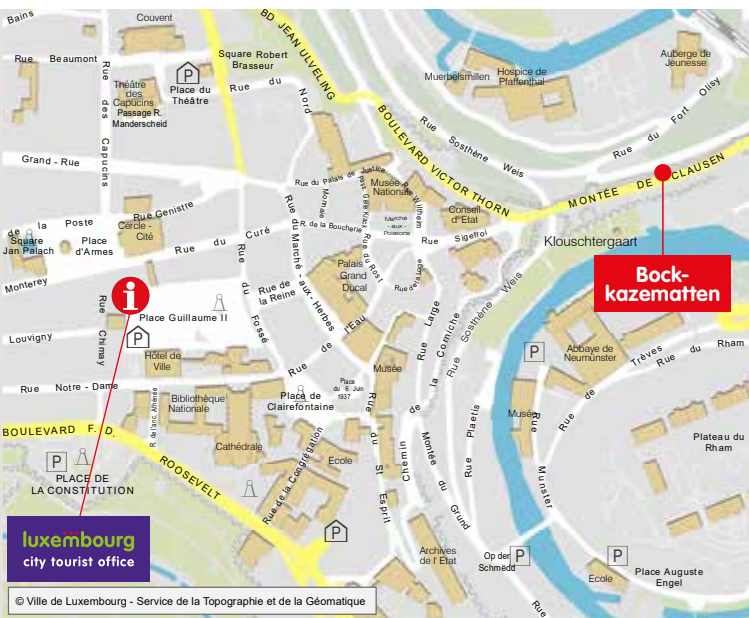 Bains
Couvent
BD JEAN ULVELING
Square Robert
Brasseur
Rue Beaumont
P
Place du
Théâtre
Théâtre
des
Capucins
Passage R.
Manderscheid
Rue des Capucins
Rue du Nord
Muerbelsmillen
Hospice de
Pfaffenthal
Auberge de
Jeunesse
Rue du Fort Olisy
Rue Sosthène Weis
BOULEVARD VICTOR THORN
MONTÉE DE CLAUSEN
Grand - Rue
Rue du Palais de Justice
Musée
Nationale
Rue Wiltheim
Conseil
d'Etat
Marché
- aux -
Poissons
Rue Sigefroi
Klouschtergaart
Bock-
kazematten
de la Poste
Rue Génistre
Cercle -
Cité
Square
Jan Palach
Place
d'Armes
Rue du Curé
R. de la Boucherie
Rue du Marché - aux - Herbes
Rue du Rost
Palais
Grand
Ducal
Monterey
i
Rue de
la Reine
Rue du Fossé
Place Guillaume II
P
Louvigny
Rue Chimay
Hôtel de
Ville
Rue de l'Eau
Rue Large
Rue Sosthène Weis
Musée
Place
du 6 Juin
1937
Rue Notre - Dame
R. de l'anc. Athénée
Bibliothèque
Nationale
Place de
Clairefontaine
Cathédrale
Rue de la Congrégation
Ecole
Rue du St Esprit
Chemin de la Corniche
Montée du Grund
Rue Plaetis
BOULEVARD F. D. ROOSEVELT
P
PLACE DE
LA CONSTITUTION
P
Abbaye de
Neumünster
Rue de Trèves
Rue du Rham
Musée
Rue Munster
Plateau du
Rham
P
Archives
de l' Etat
Op der
Schmëdd
P
P
Ecole
Place Auguste
Engel
Rue
luxembourg
city tourist office
© Ville de Luxembourg - Service de la Topographie et de la Géomatique